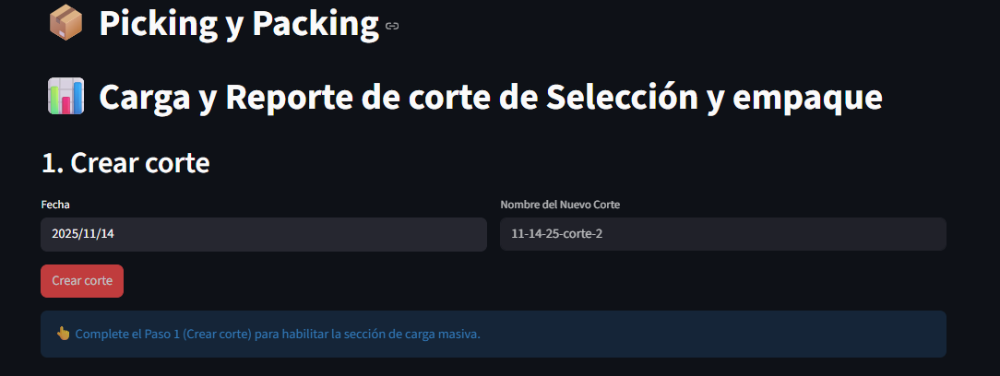 Picking y Packing
Carga y Reporte de corte de Selección y empaque
1. Crear corte
Fecha
Nombre del Nuevo Corte
2025/11/14
11-14-25-corte-2
Crear corte
Complete el Paso 1 (Crear corte) para habilitar la sección de carga masiva.